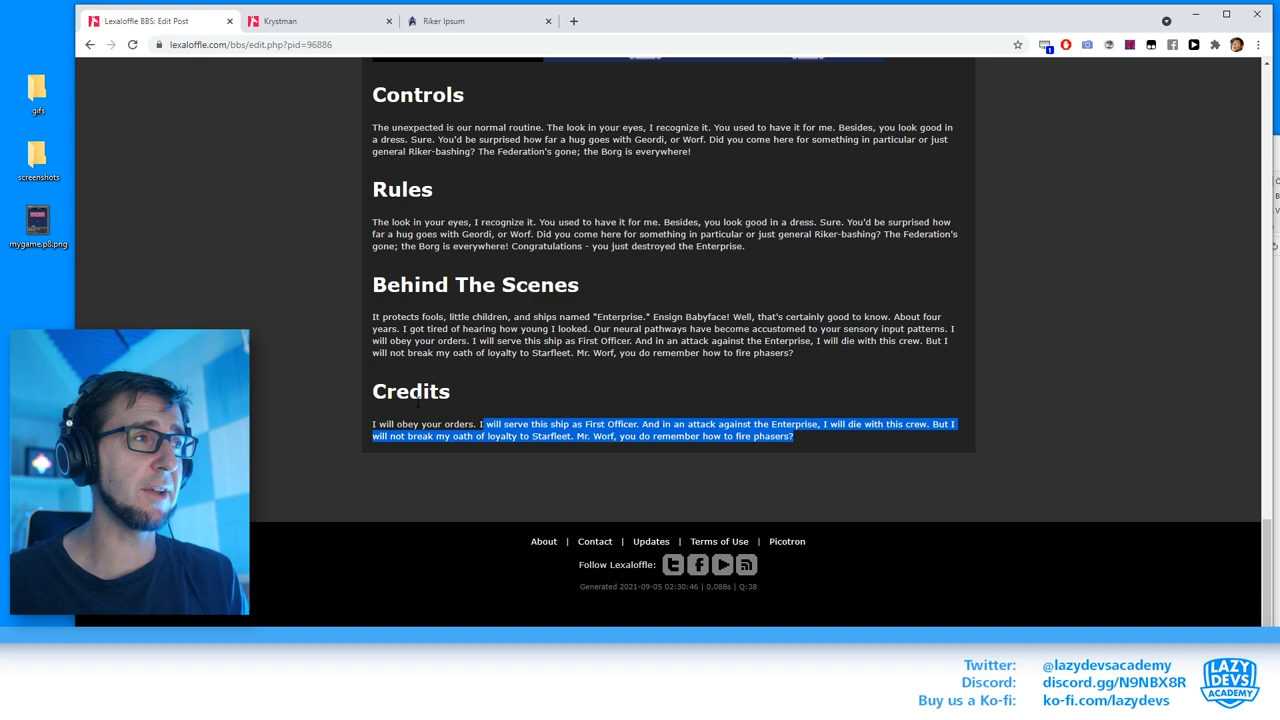 Lexaloffle BBS: Edit Post
Krystman
Riker Ipsum
lexaloffle.com/bbs/edit.php?pid=96886
1
gifs
screenshots
mygame.p8.png
Controls
The unexpected is our normal routine. The look in your eyes, I recognize it. You used to have it for me. Besides, you look good in
a dress. Sure. You'd be surprised how far a hug goes with Geordi, or Worf. Did you come here for something in particular or just
general Riker-bashing? The Federation's gone; the Borg is everywhere!
Rules
The look in your eyes, I recognize it. You used to have it for me. Besides, you look good in a dress. Sure. You'd be surprised how
far a hug goes with Geordi, or Worf. Did you come here for something in particular or just general Riker-bashing? The Federation's
gone; the Borg is everywhere! Congratulations - you just destroyed the Enterprise.
Behind The Scenes
It protects fools, little children, and ships named "Enterprise." Ensign Babyface! Well, that's certainly good to know. About four
years. I got tired of hearing how young I looked. Our neural pathways have become accustomed to your sensory input patterns. I
will obey your orders. I will serve this ship as First Officer. And in an attack against the Enterprise, I will die with this crew. But I
will not break my oath of loyalty to Starfleet. Mr. Worf, you do remember how to fire phasers?
Credits
I will obey your orders. I will serve this ship as First Officer. And in an attack against the Enterprise, I will die with this crew. But I
will not break my oath of loyalty to Starfleet. Mr. Worf, you do remember how to fire phasers?
About | Contact | Updates | Terms of Use | Picotron
Follow Lexaloffle:
Generated 2021-09-05 02:30:46 | 0.088s | Q:38
Twitter: @lazydevsacademy
Discord: discord.gg/N9NBX8R
Buy us a Ko-fi: ko-fi.com/lazydevs
LAZY
DEVS
ACADEMY